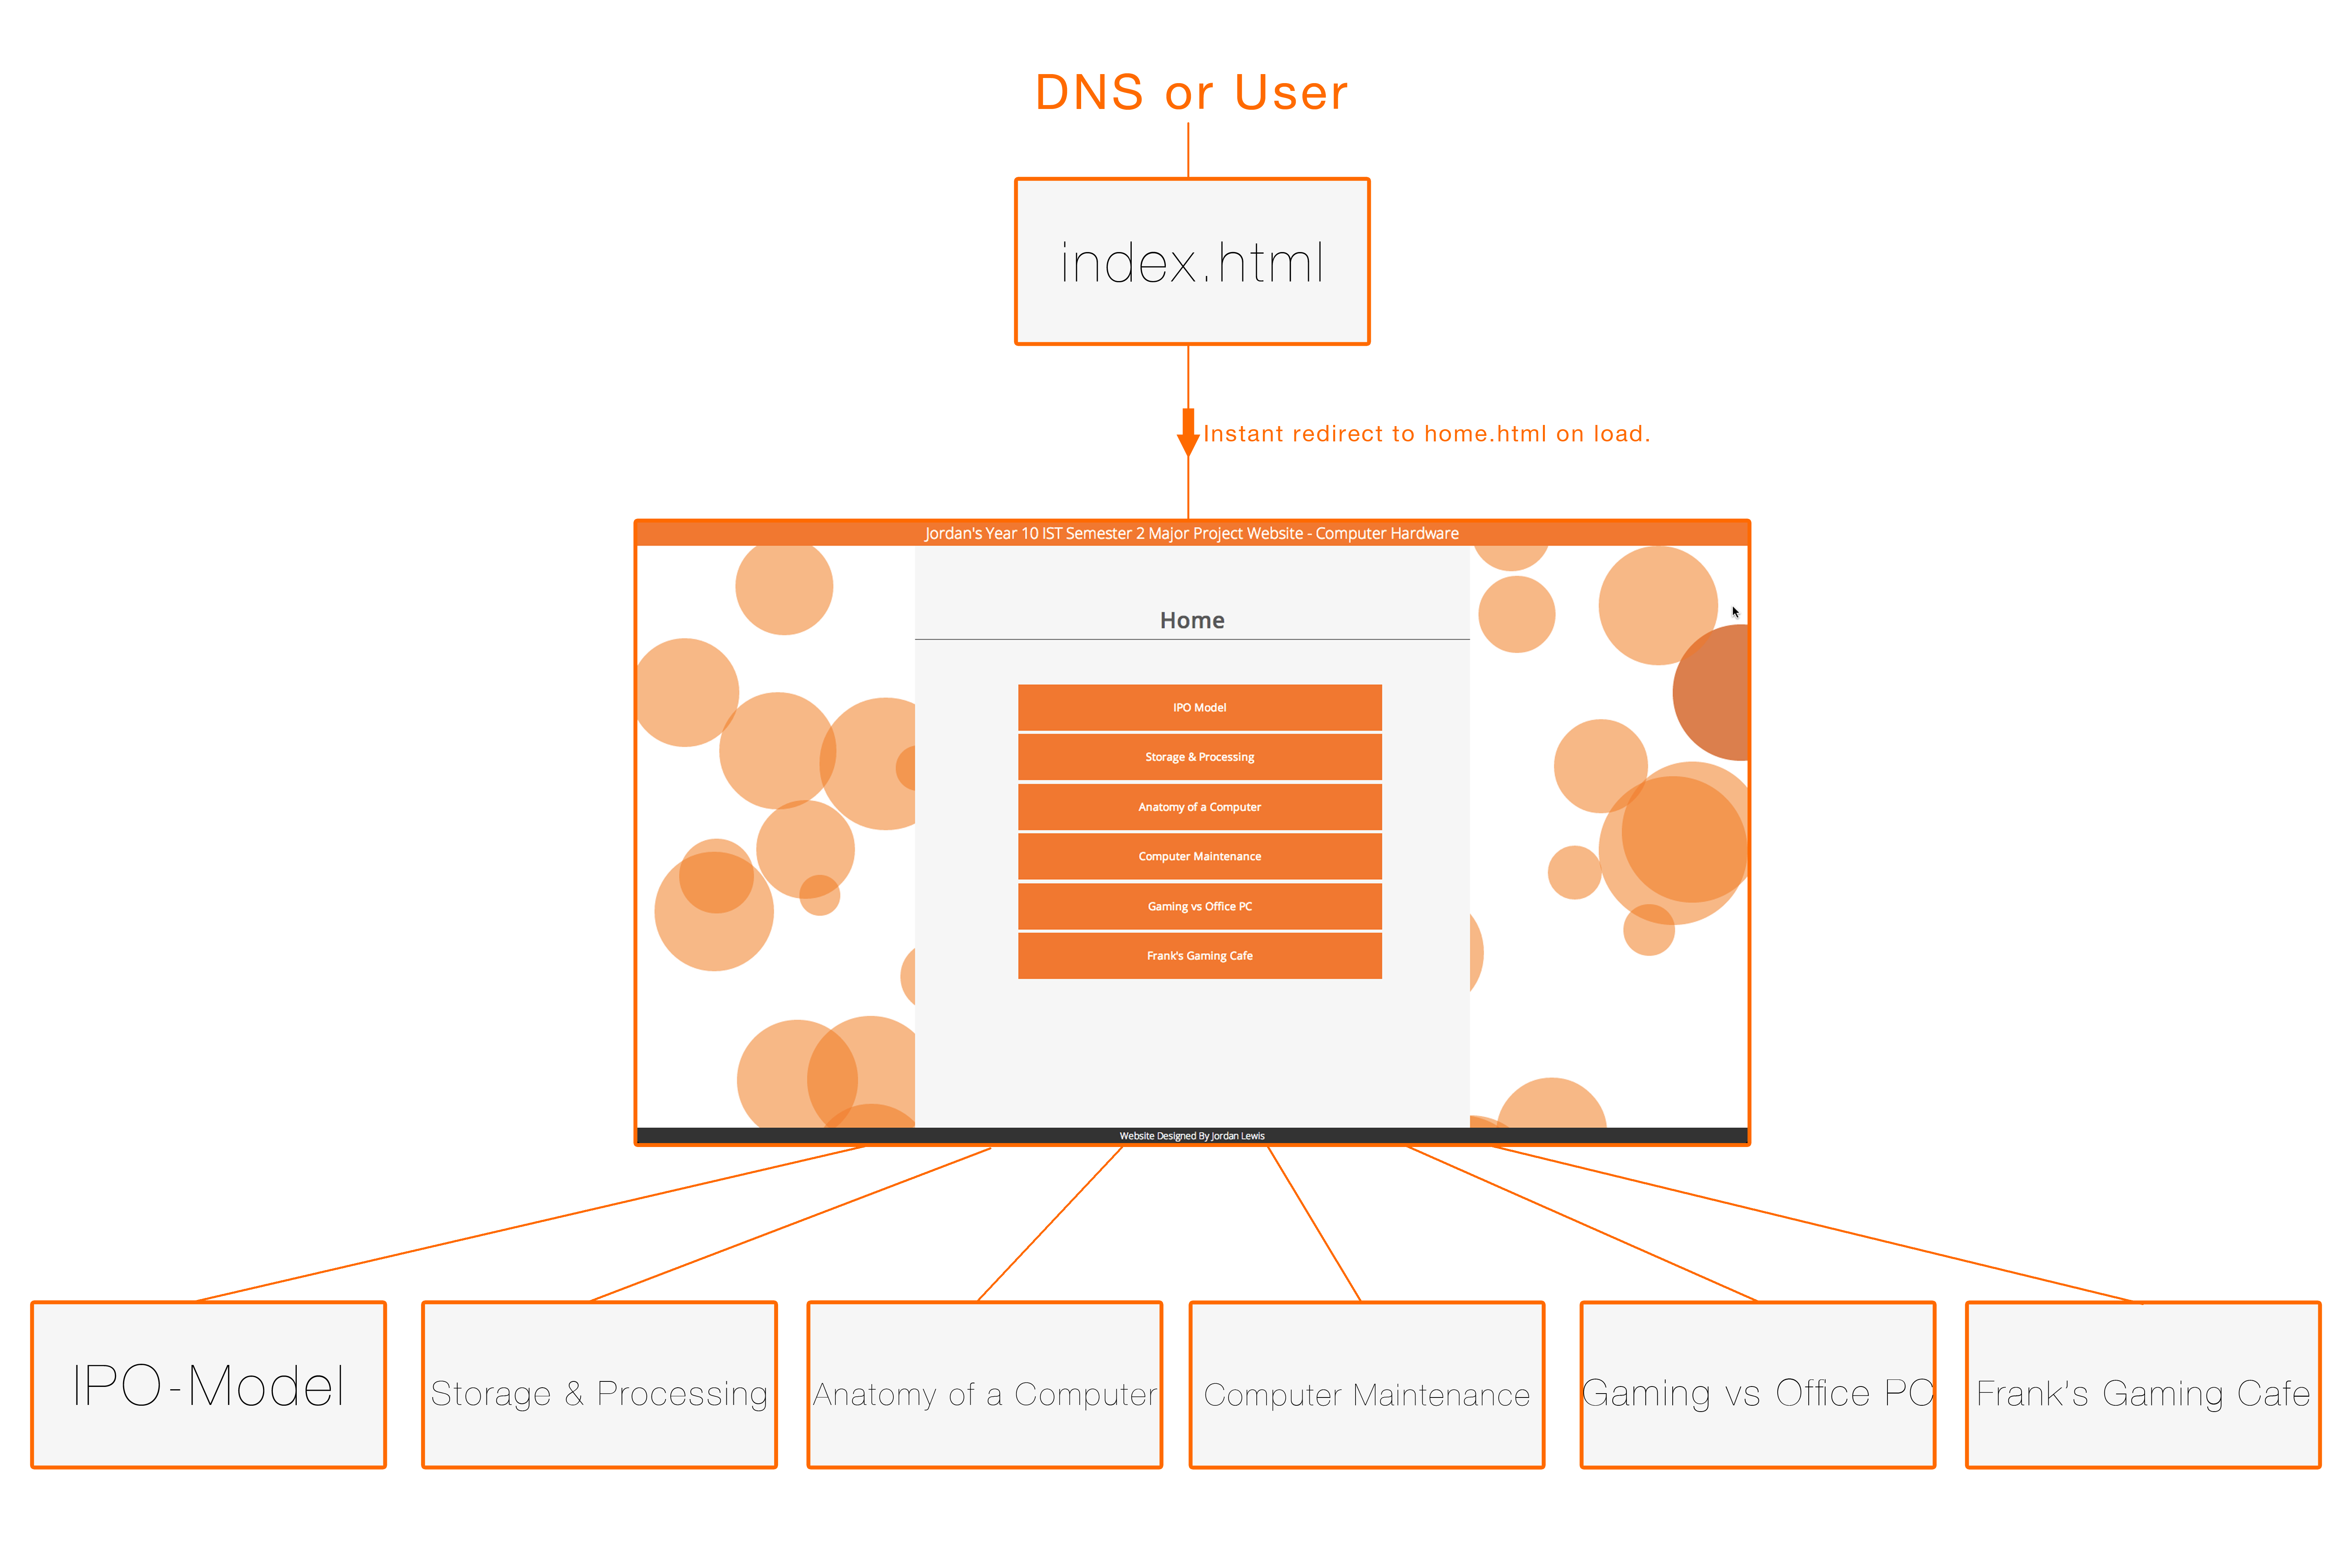 DNS or User
index.html
Instant redirect to home.html on load.
Jordan's Year 10 IST Semester 2 Major Project Website - Computer Hardware
Home
IPO Model
Storage & Processing
Anatomy of a Computer
Computer Maintenance
Gaming vs Office PC
Frank's Gaming Cafe
Website Designed By Jordan Lewis
IPO-Model
Storage & Processing
Anatomy of a Computer
Computer Maintenance
Gaming vs Office PC
Frank's Gaming Cafe